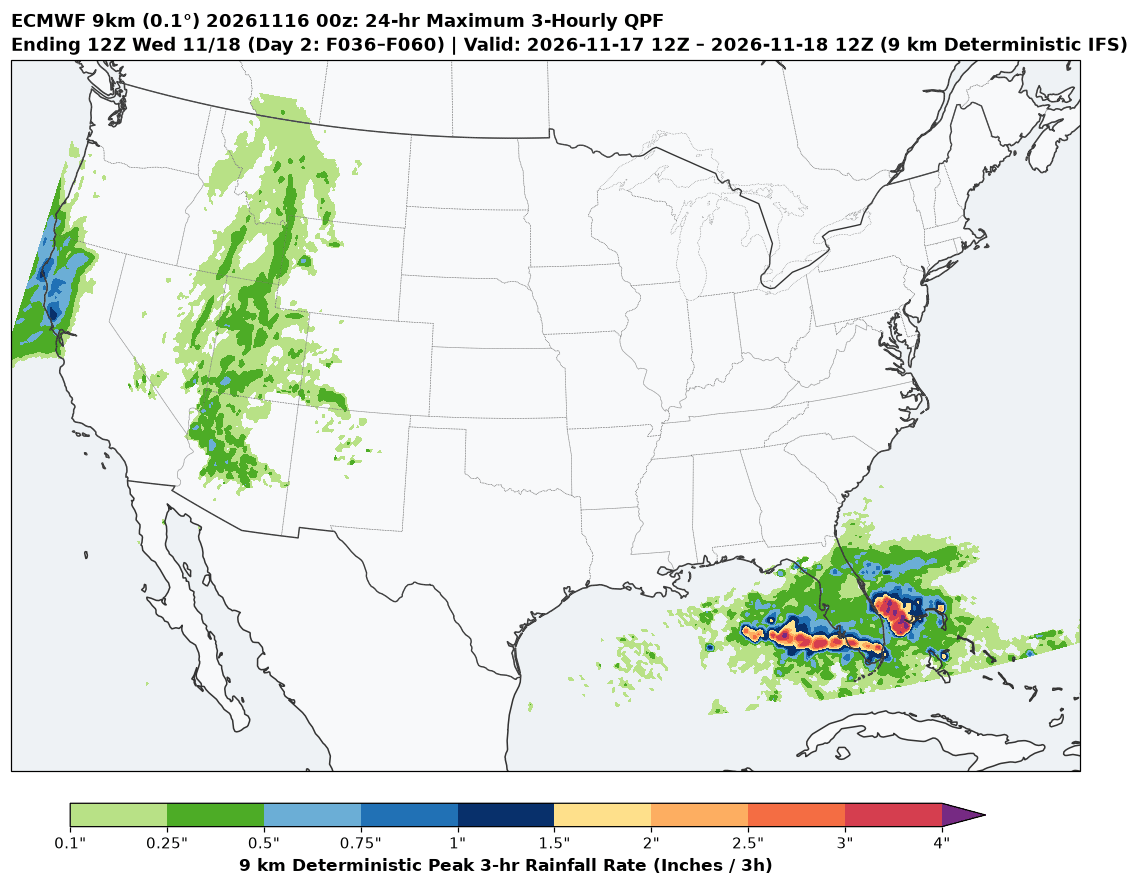 ECMWF 9km (0.1°) 20261116 00z: 24-hr Maximum 3-Hourly QPF
Ending 12Z Wed 11/18 (Day 2: F036–F060) | Valid: 2026-11-17 12Z – 2026-11-18 12Z (9 km Deterministic IFS)
0.1" 0.25" 0.5" 0.75" 1" 1.5" 2" 2.5" 3" 4"
9 km Deterministic Peak 3-hr Rainfall Rate (Inches / 3h)